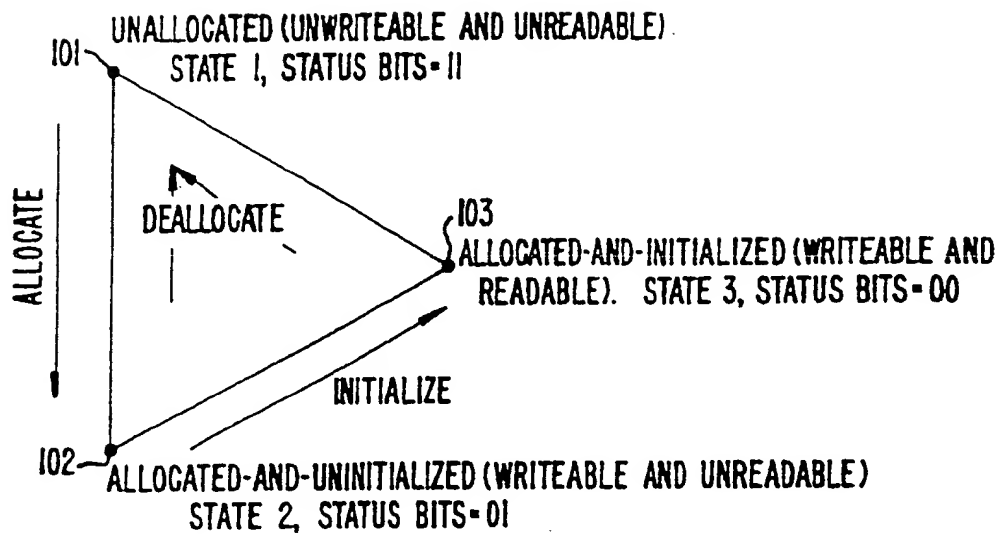 UNALLOCATED (UNWRITEABLE AND UNREADABLE).
101
STATE 1, STATUS BITS=11
ALLOCATE
DEALLOCATE
103
ALLOCATED-AND-INITIALIZED (WRITEABLE AND
READABLE). STATE 3, STATUS BITS=00
INITIALIZE
102
ALLOCATED-AND-UNINITIALIZED (WRITEABLE AND UNREADABLE)
STATE 2, STATUS BITS=01